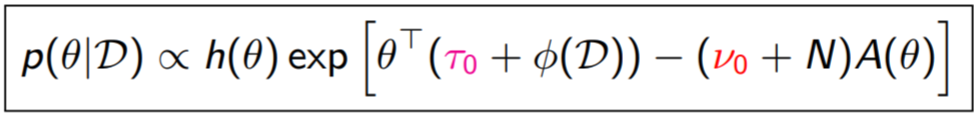 p(θ|𝒟) ∝ h(θ) exp [θ⊤(τ₀ + ϕ(𝒟)) − (ν₀ + N)A(θ)]